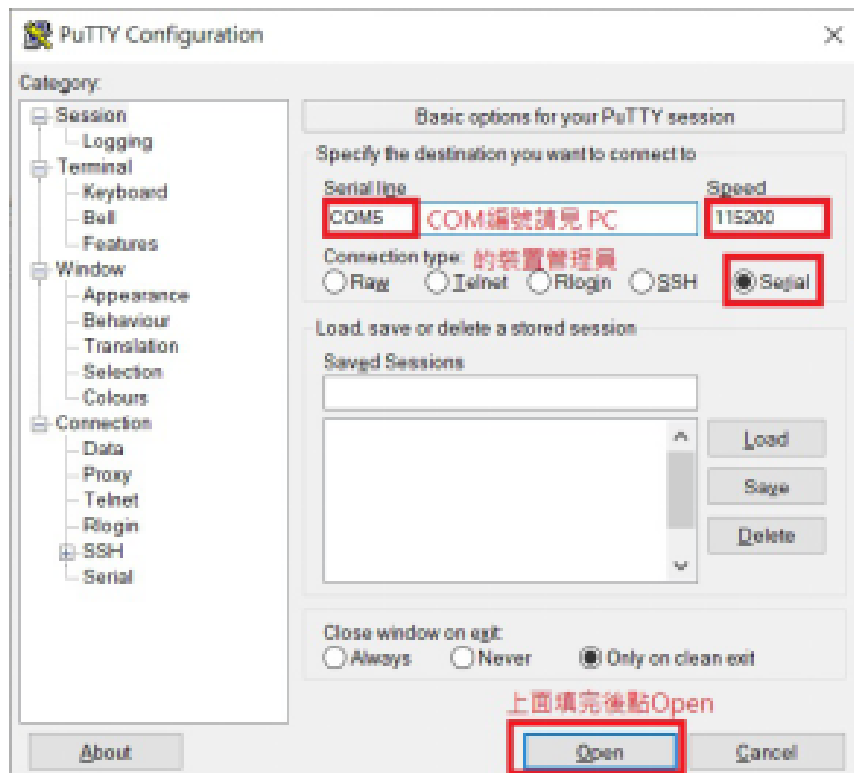 PuTTY Configuration
Category:
Session
Logging
Terminal
Keyboard
Bell
Features
Window
Appearance
Behaviour
Translation
Selection
Colours
Connection
Data
Proxy
Telnet
Rlogin
SSH
Serial
Basic options for your PuTTY session
Specify the destination you want to connect to
Serial line
Speed
COM5
COM編號請見 PC
115200
Connection type:
的裝置管理員
Raw
Telnet
Rlogin
SSH
Serial
Load, save or delete a stored session
Saved Sessions
Load
Save
Delete
Close window on exit:
Always
Never
Only on clean exit
上面填完後點Open
About
Open
Cancel